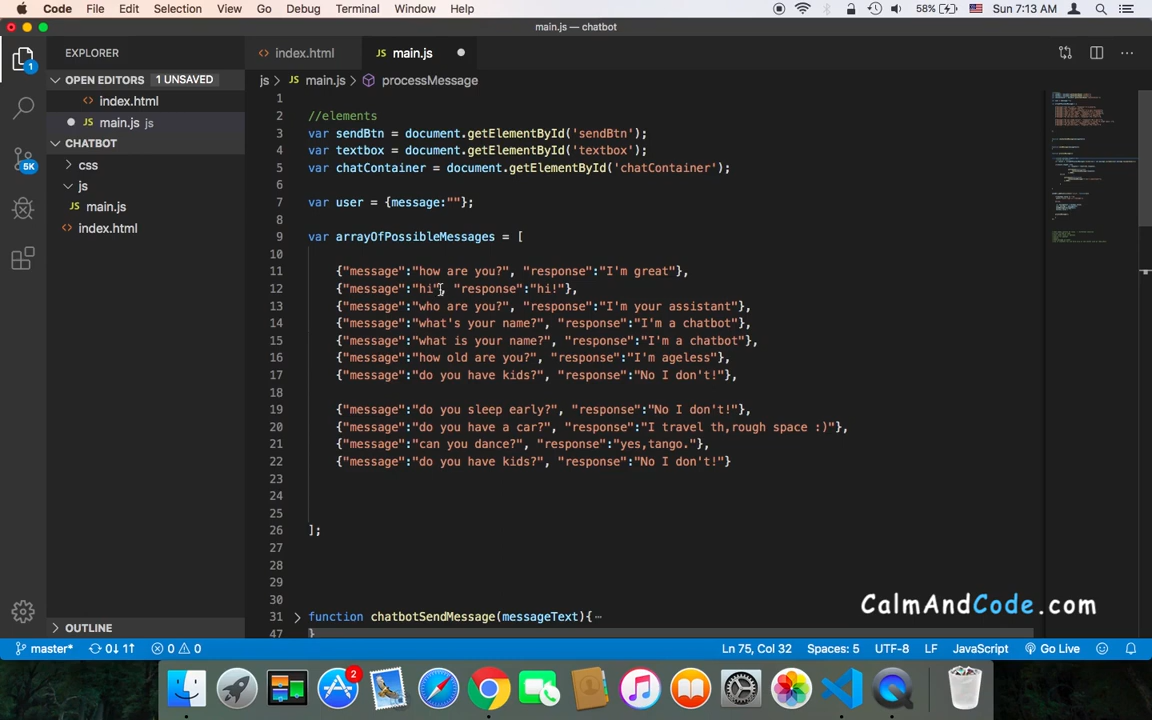 Code File Edit Selection View Go Debug Terminal Window Help 58% Sun 7:13 AM
main.js — chatbot
EXPLORER
index.html main.js
OPEN EDITORS 1 UNSAVED
js > main.js > processMessage
index.html
main.js js
CHATBOT
css
js
main.js
index.html
1
2 //elements
3 var sendBtn = document.getElementById('sendBtn');
4 var textbox = document.getElementById('textbox');
5 var chatContainer = document.getElementById('chatContainer');
6
7 var user = {message:""};
8
9 var arrayOfPossibleMessages = [
10
11 {"message":"how are you?", "response":"I'm great"},
12 {"message":"hi", "response":"hi!"},
13 {"message":"who are you?", "response":"I'm your assistant"},
14 {"message":"what's your name?", "response":"I'm a chatbot"},
15 {"message":"what is your name?", "response":"I'm a chatbot"},
16 {"message":"how old are you?", "response":"I'm ageless"},
17 {"message":"do you have kids?", "response":"No I don't!"},
18
19 {"message":"do you sleep early?", "response":"No I don't!"},
20 {"message":"do you have a car?", "response":"I travel th,rough space :)"},
21 {"message":"can you dance?", "response":"yes,tango."},
22 {"message":"do you have kids?", "response":"No I don't!"}
23
24
25
26 ];
27
28
29
30
31 function chatbotSendMessage(messageText){⋯
47 }
1
5K
OUTLINE
CalmAndCode.com
master* 0↓ 1↑ 0 0 Ln 75, Col 32 Spaces: 5 UTF-8 LF JavaScript Go Live
2